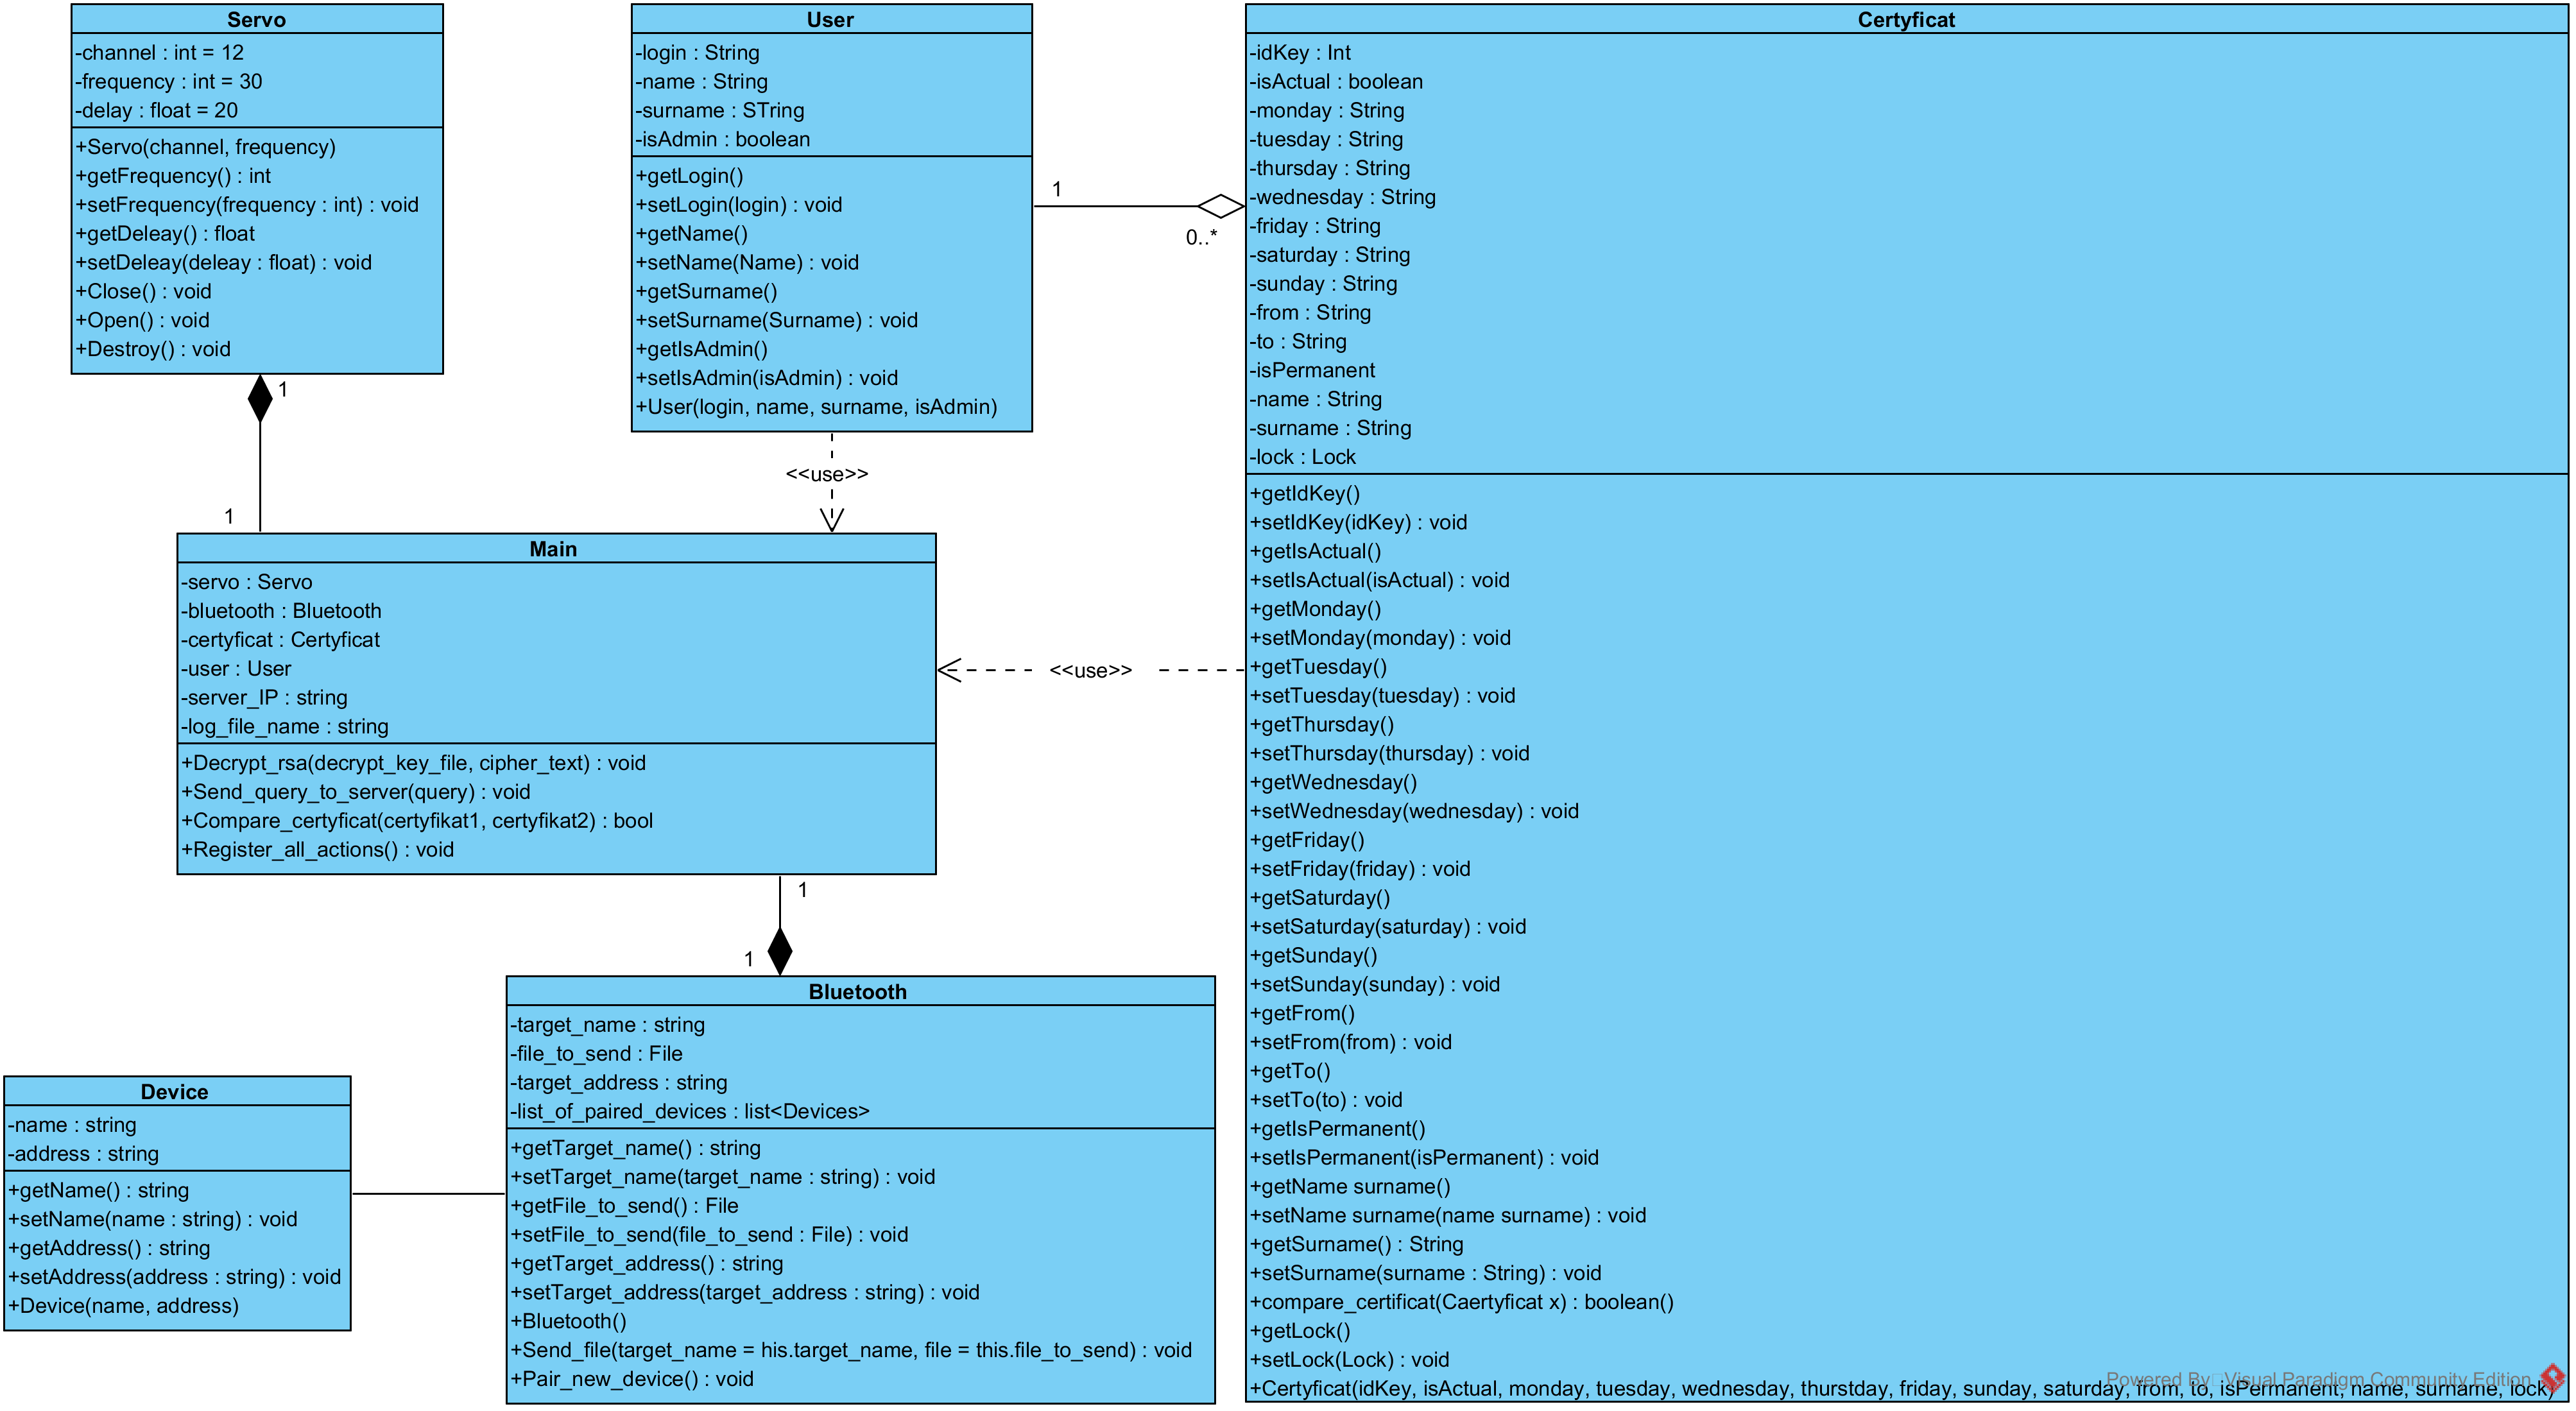 Servo
-channel : int = 12
-frequency : int = 30
-delay : float = 20
+Servo(channel, frequency)
+getFrequency() : int
+setFrequency(frequency : int) : void
+getDeleay() : float
+setDeleay(deleay : float) : void
+Close() : void
+Open() : void
+Destroy() : void
1
1
User
-login : String
-name : String
-surname : STring
-isAdmin : boolean
+getLogin()
+setLogin(login) : void
+getName()
+setName(Name) : void
+getSurname()
+setSurname(Surname) : void
+getIsAdmin()
+setIsAdmin(isAdmin) : void
+User(login, name, surname, isAdmin)
1
0..*
<<use>>
Certyficat
-idKey : Int
-isActual : boolean
-monday : String
-tuesday : String
-thursday : String
-wednesday : String
-friday : String
-saturday : String
-sunday : String
-from : String
-to : String
-isPermanent
-name : String
-surname : String
-lock : Lock
+getIdKey()
+setIdKey(idKey) : void
+getIsActual()
+setIsActual(isActual) : void
+getMonday()
+setMonday(monday) : void
+getTuesday()
+setTuesday(tuesday) : void
+getThursday()
+setThursday(thursday) : void
+getWednesday()
+setWednesday(wednesday) : void
+getFriday()
+setFriday(friday) : void
+getSaturday()
+setSaturday(saturday) : void
+getSunday()
+setSunday(sunday) : void
+getFrom()
+setFrom(from) : void
+getTo()
+setTo(to) : void
+getIsPermanent()
+setIsPermanent(isPermanent) : void
+getName surname()
+setName surname(name surname) : void
+getSurname() : String
+setSurname(surname : String) : void
+compare_certificat(Caertyficat x) : boolean()
+getLock()
+setLock(Lock) : void
+Certyficat(idKey, isActual, monday, tuesday, wednesday, thurstday, friday, sunday, saturday, from, to, isPermanent, name, surname, lock)
Powered By Visual Paradigm Community Edition
<<use>>
Main
-servo : Servo
-bluetooth : Bluetooth
-certyficat : Certyficat
-user : User
-server_IP : string
-log_file_name : string
+Decrypt_rsa(decrypt_key_file, cipher_text) : void
+Send_query_to_server(query) : void
+Compare_certyficat(certyfikat1, certyfikat2) : bool
+Register_all_actions() : void
1
1
Bluetooth
-target_name : string
-file_to_send : File
-target_address : string
-list_of_paired_devices : list<Devices>
+getTarget_name() : string
+setTarget_name(target_name : string) : void
+getFile_to_send() : File
+setFile_to_send(file_to_send : File) : void
+getTarget_address() : string
+setTarget_address(target_address : string) : void
+Bluetooth()
+Send_file(target_name = his.target_name, file = this.file_to_send) : void
+Pair_new_device() : void
Device
-name : string
-address : string
+getName() : string
+setName(name : string) : void
+getAddress() : string
+setAddress(address : string) : void
+Device(name, address)